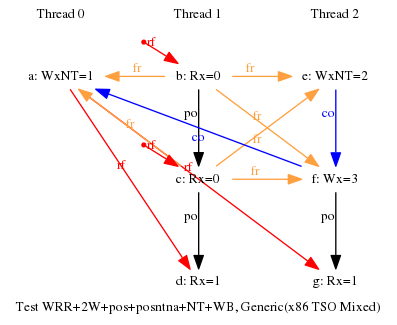 Thread 0 Thread 1 Thread 2
rf
a: WxNT=1 fr b: Rx=0 fr e: WxNT=2
po fr co
fr co fr
rf
rf rf
c: Rx=0 fr f: Wx=3
po po
d: Rx=1 g: Rx=1
Test WRR+2W+pos+posntna+NT+WB, Generic(x86 TSO Mixed)